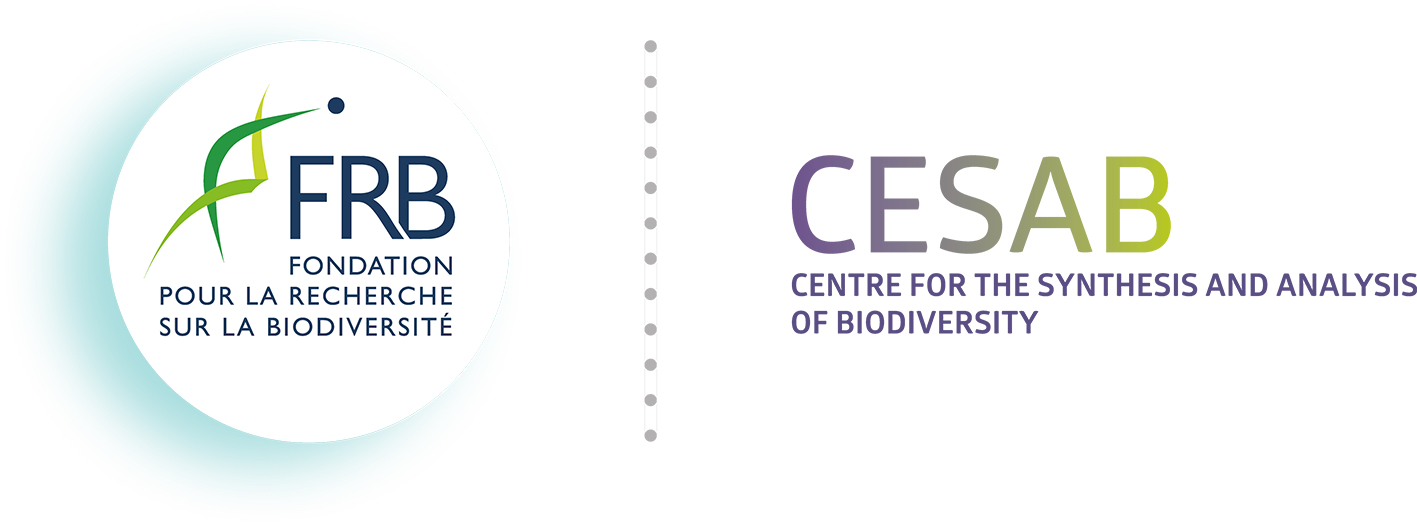 FRB
FONDATION
POUR LA RECHERCHE
SUR LA BIODIVERSITÉ
CESAB
CENTRE FOR THE SYNTHESIS AND ANALYSIS
OF BIODIVERSITY